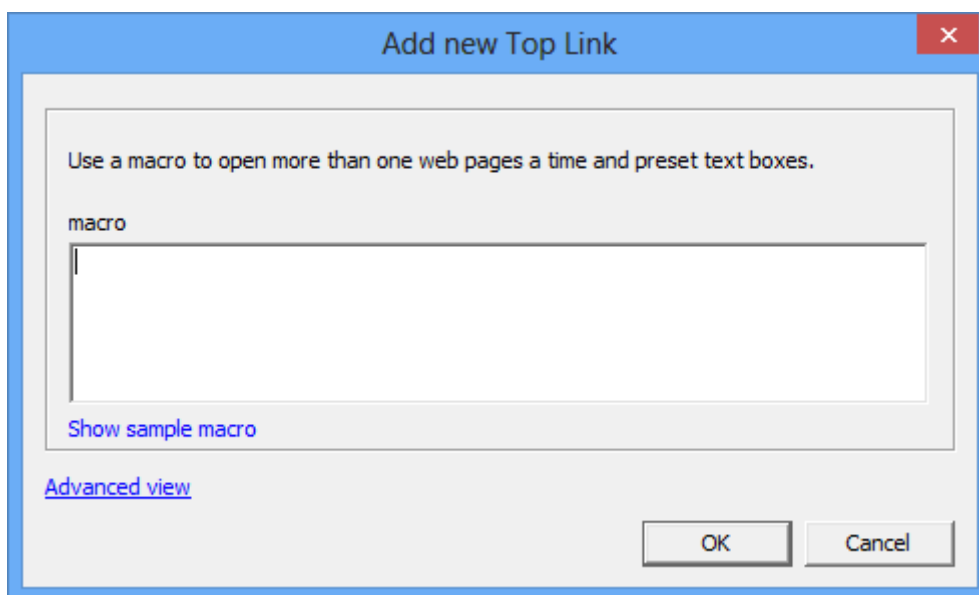 Add new Top Link
Use a macro to open more than one web pages a time and preset text boxes.
macro
Show sample macro
Advanced view
OK
Cancel